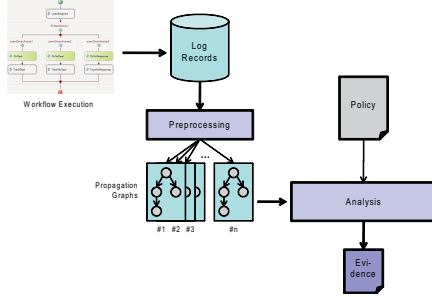 Workflow Execution
Log
Records
Preprocessing
...
Propagation
Graphs
#1 #2 #3 #n
Policy
Analysis
Evi-
dence